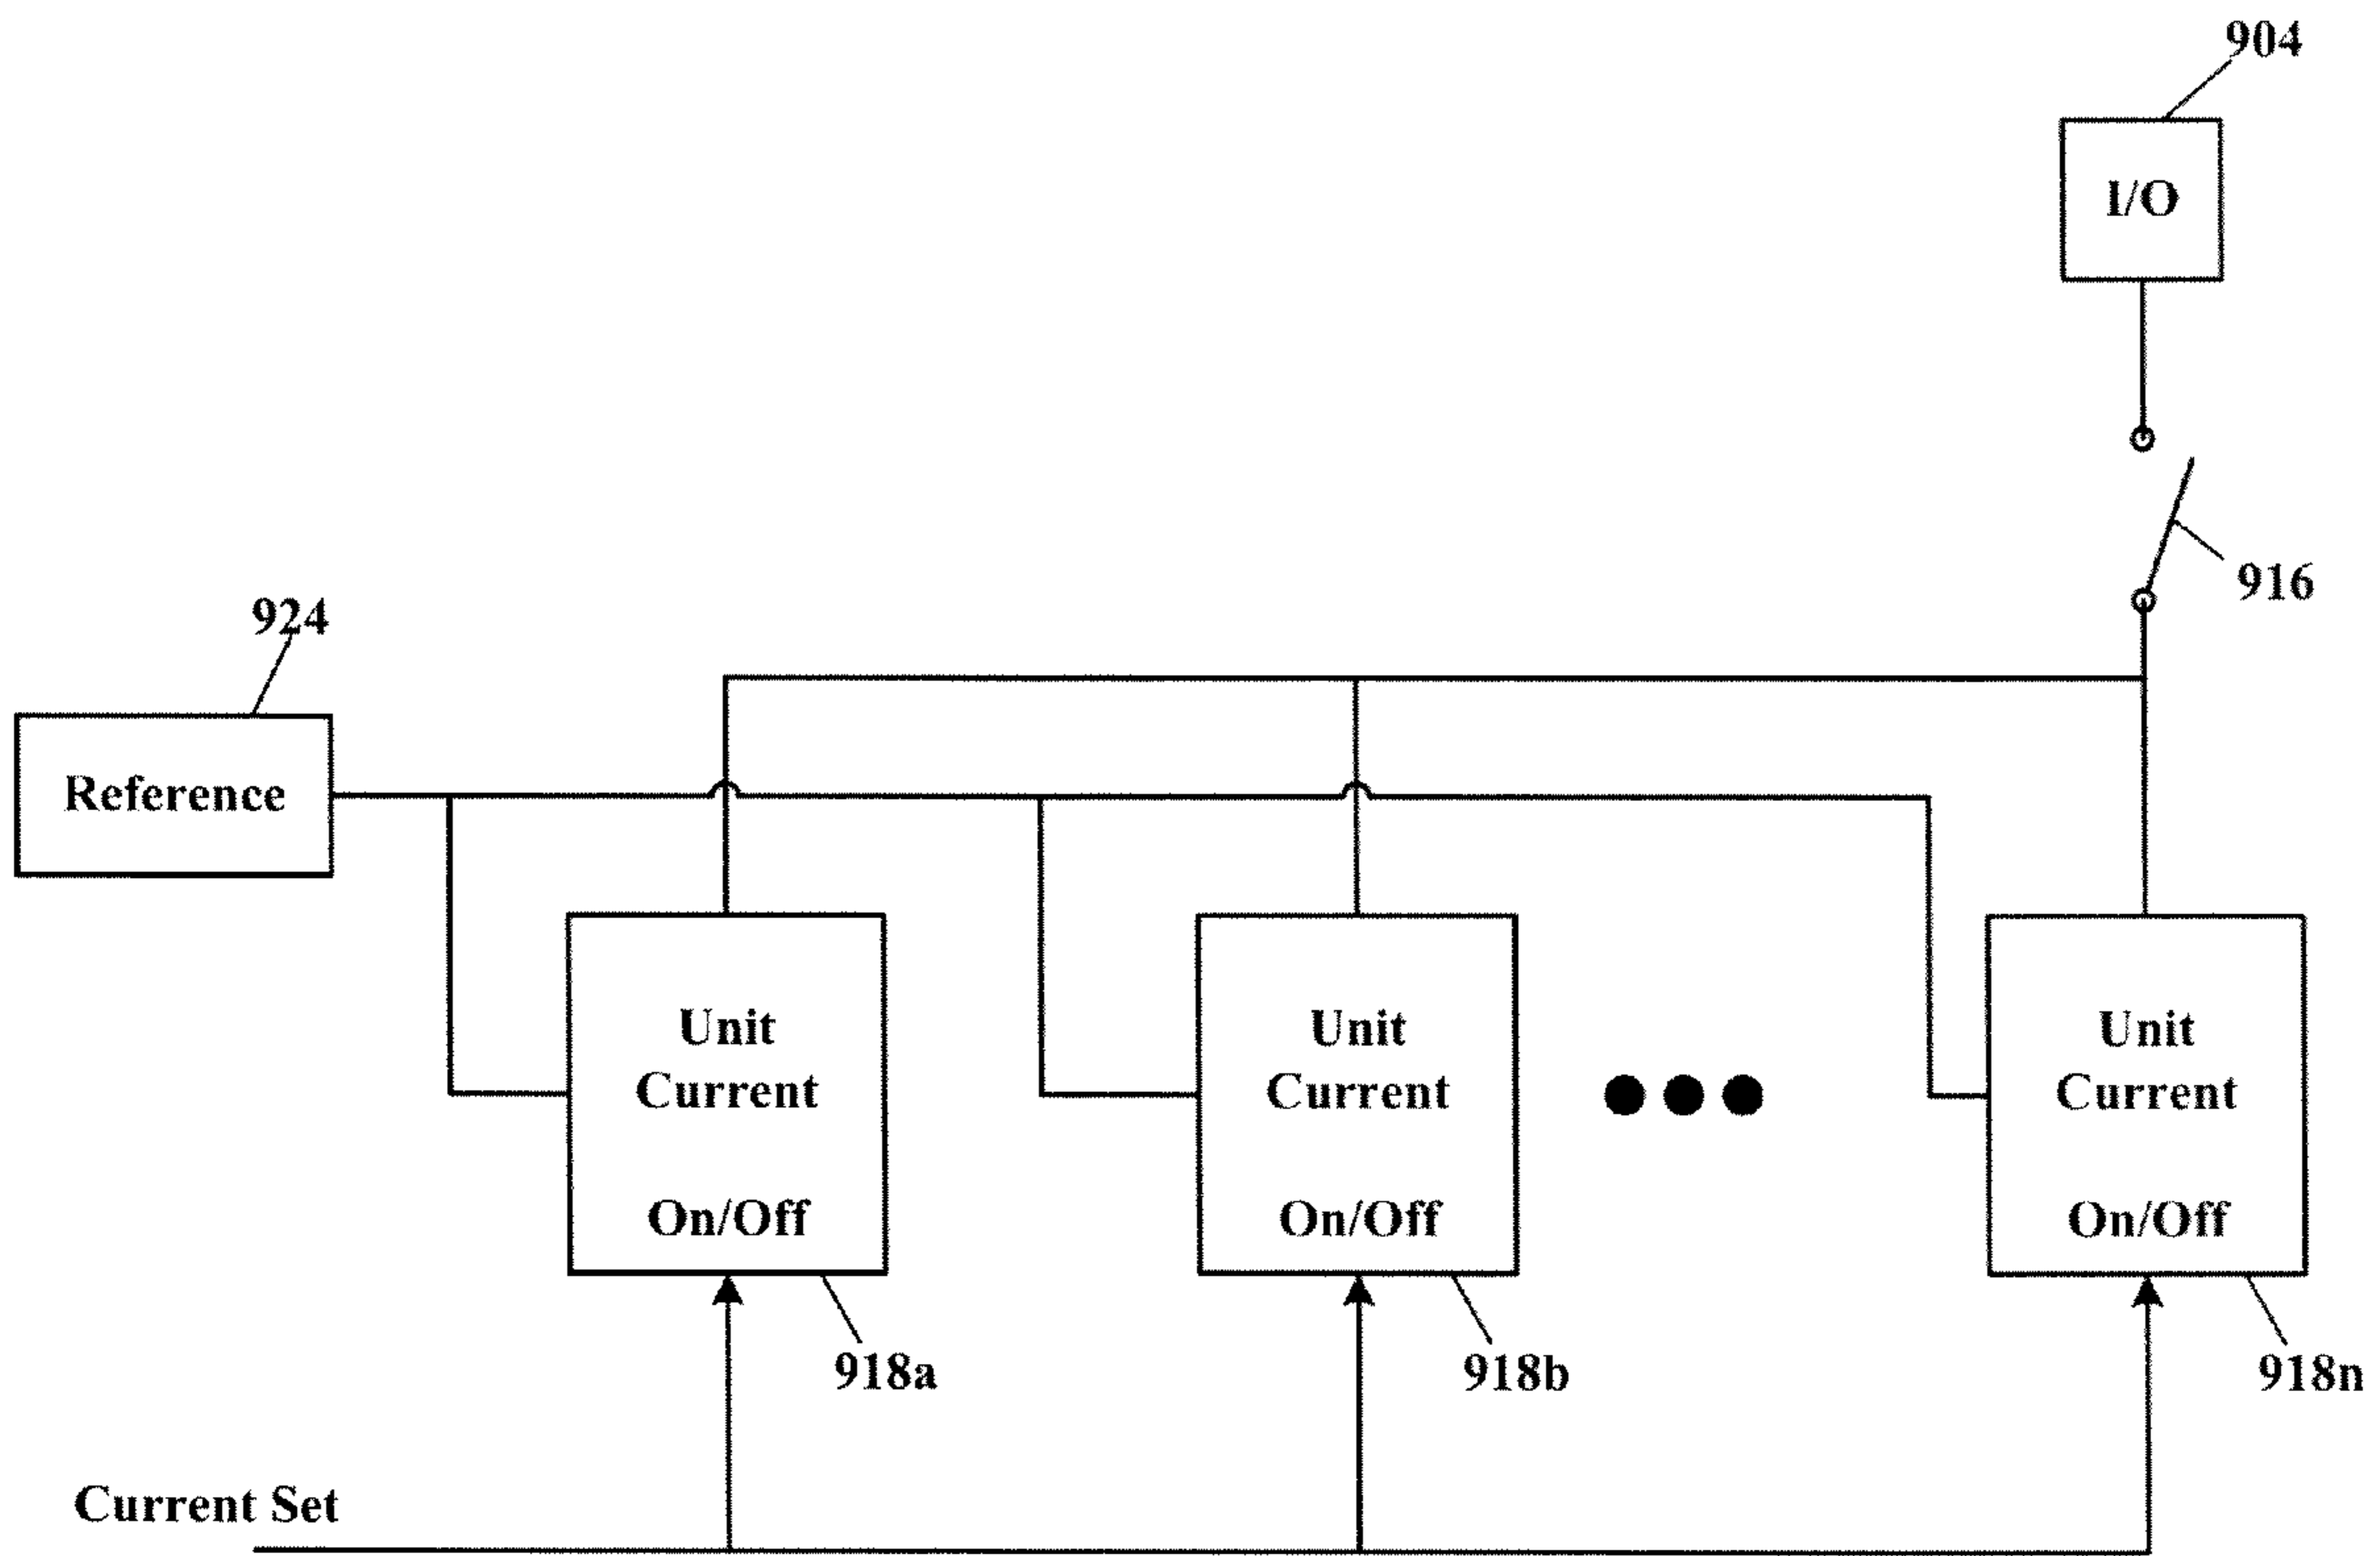 904
I/O
916
924
Reference
Unit
Current
On/Off
Unit
Current
On/Off
Unit
Current
On/Off
918a
918b
918n
Current Set